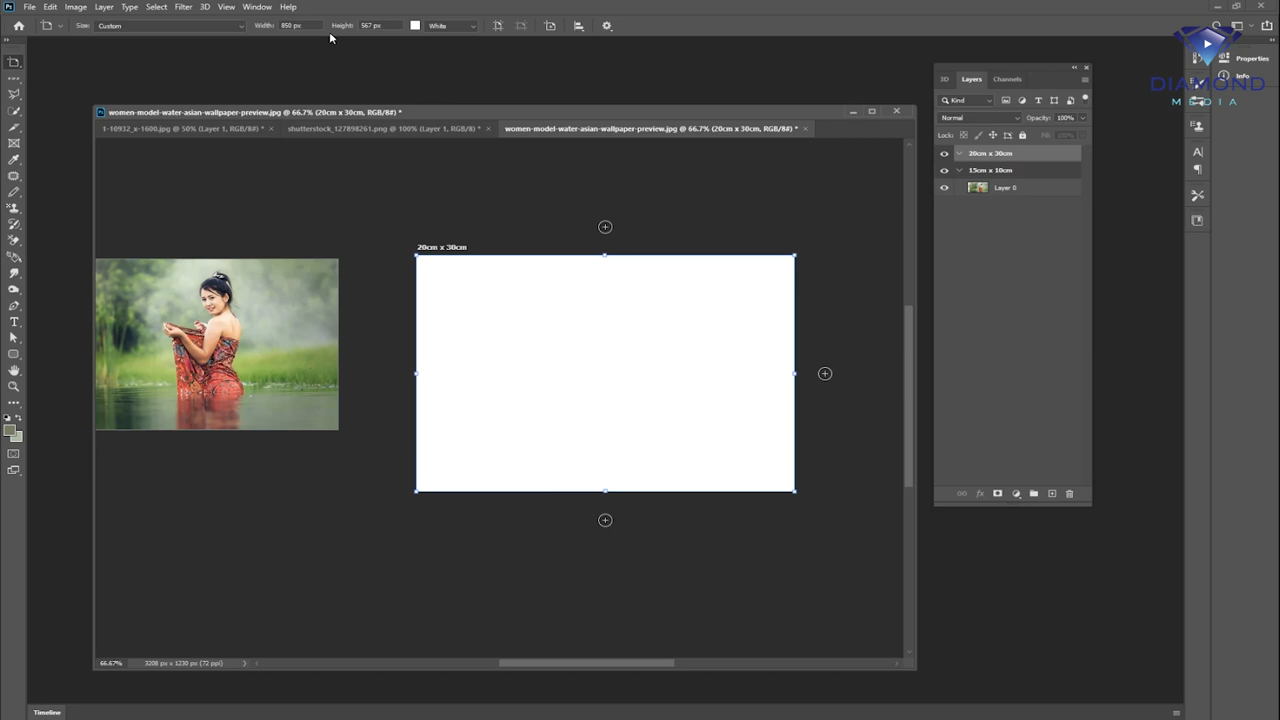 Ps File Edit Image Layer Type Select Filter 3D View Window Help
Size: Custom Width: 850 px Height: 567 px White
DIAMOND
MEDIA
Properties
Info
3D Layers Channels
Kind
Normal Opacity: 100%
Lock: Fill: 100%
20cm x 30cm
15cm x 10cm
Layer 0
women-model-water-asian-wallpaper-preview.jpg @ 66.7% (20cm x 30cm, RGB/8#) *
1-10932_x-1600.jpg @ 50% (Layer 1, RGB/8#) * shutterstock_127898261.png @ 100% (Layer 1, RGB/8#) * women-model-water-asian-wallpaper-preview.jpg @ 66.7% (20cm x 30cm, RGB/8#) *
20cm x 30cm
66.67% 3208 px x 1230 px (72 ppi)
Timeline